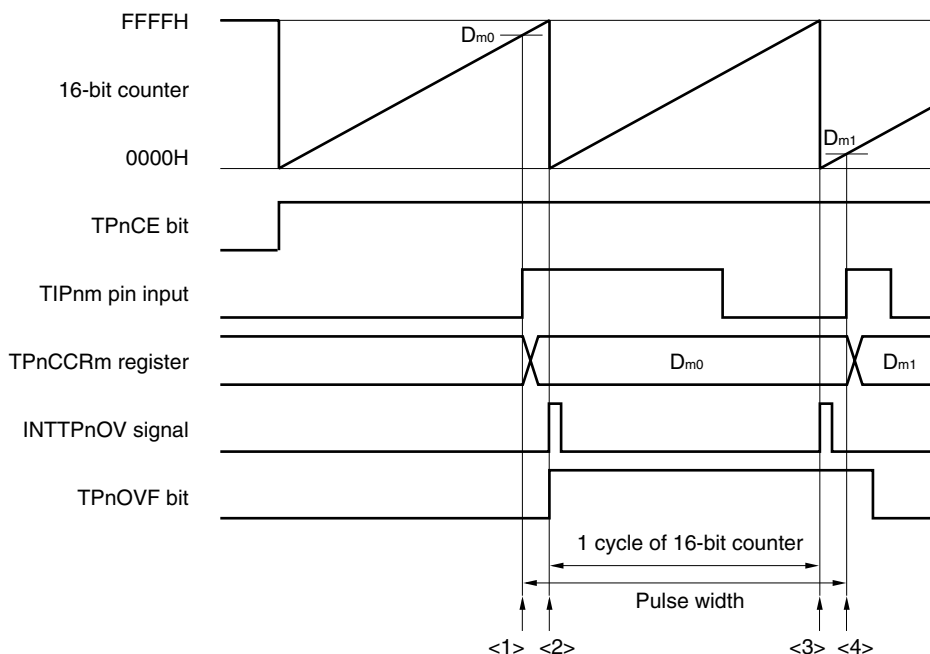 FFFFH
Dm0
16-bit counter
Dm1
0000H
TPnCE bit
TIPnm pin input
TPnCCRm register
Dm0
Dm1
INTTPnOV signal
TPnOVF bit
1 cycle of 16-bit counter
Pulse width
<1> <2> <3> <4>